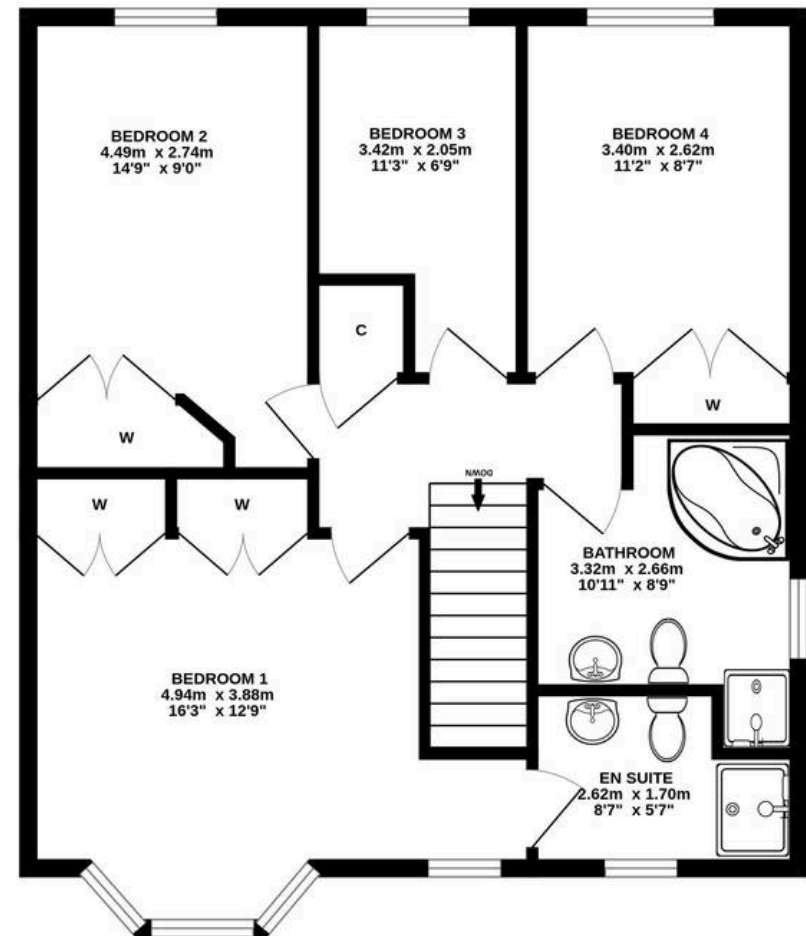 BEDROOM 2
4.49m x 2.74m
14'9" x 9'0"
BEDROOM 3
3.42m x 2.05m
11'3" x 6'9"
BEDROOM 4
3.40m x 2.62m
11'2" x 8'7"
C
W
W
W
W
DOWN
BATHROOM
3.32m x 2.66m
10'11" x 8'9"
BEDROOM 1
4.94m x 3.88m
16'3" x 12'9"
EN SUITE
2.62m x 1.70m
8'7" x 5'7"